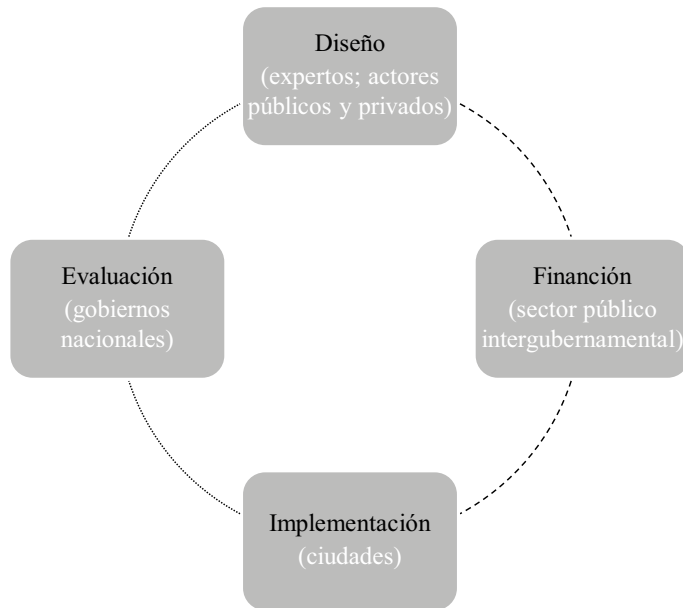 Diseño
(expertos; actores
públicos y privados)
Evaluación
(gobiernos
nacionales)
Financión
(sector público
intergubernamental)
Implementación
(ciudades)